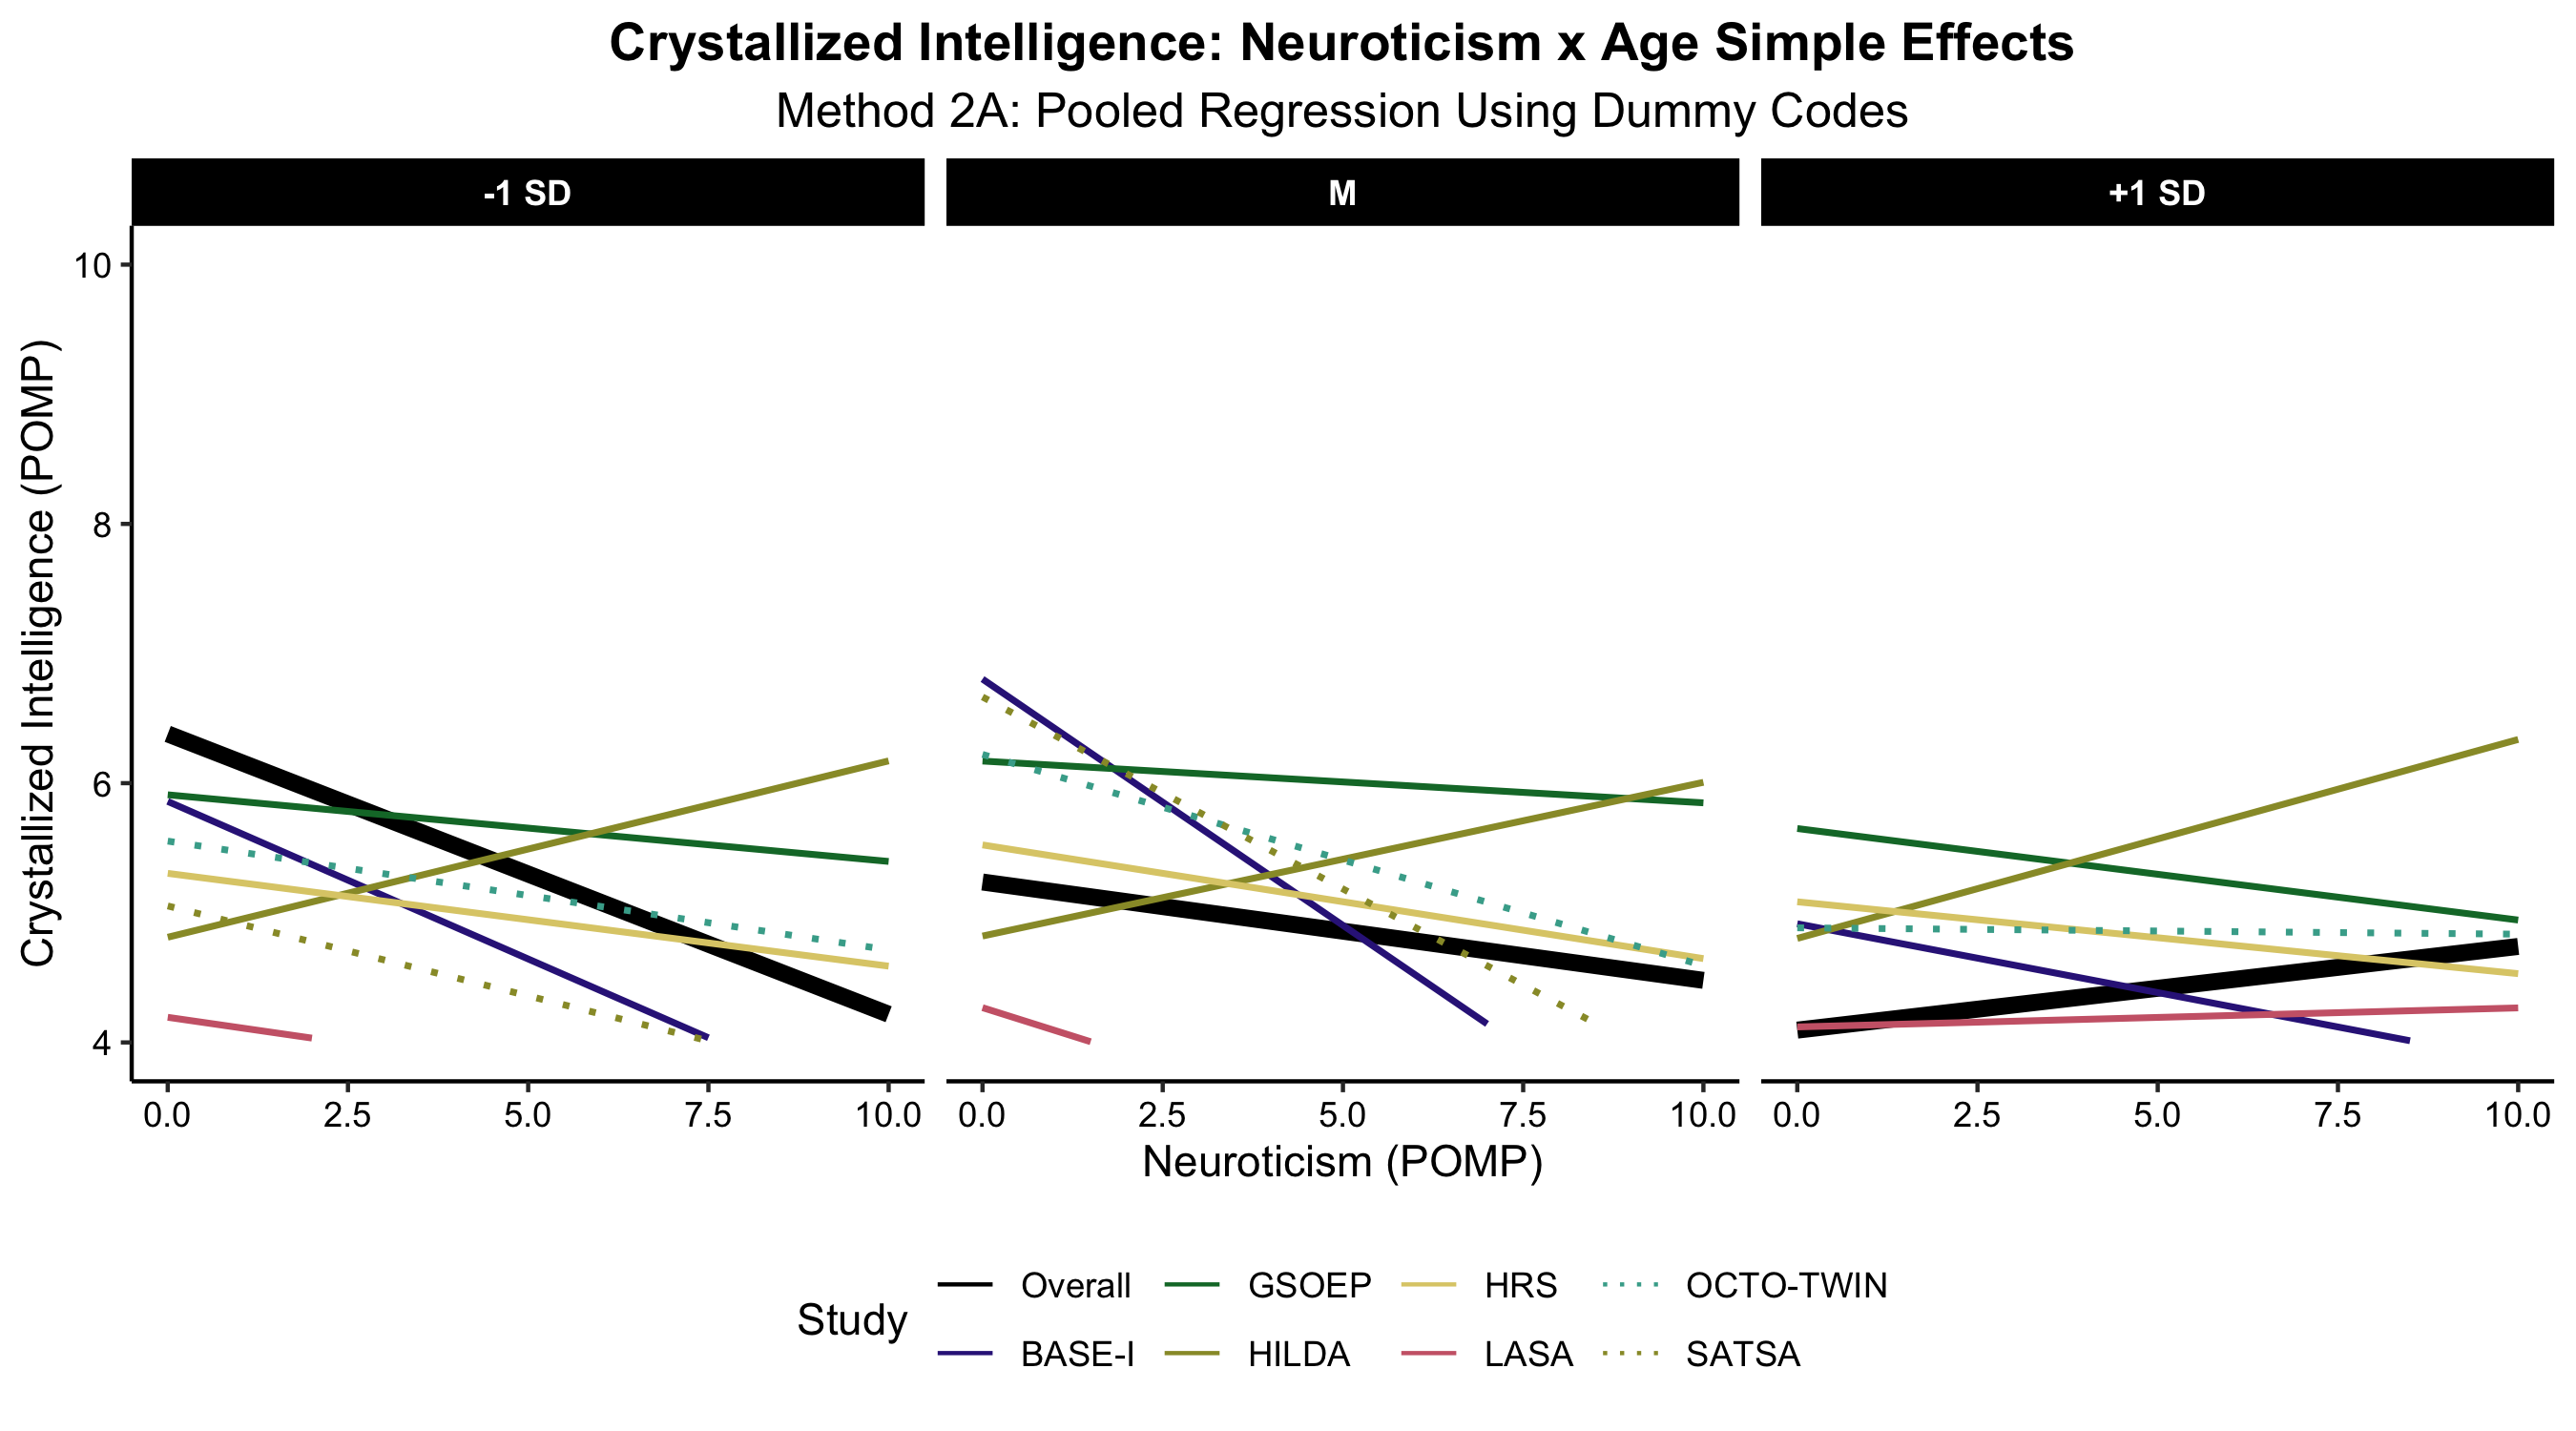 Crystallized Intelligence: Neuroticism x Age Simple Effects
Method 2A: Pooled Regression Using Dummy Codes
-1 SD
M
+1 SD
Crystallized Intelligence (POMP)
10
8
6
4
0.0 2.5 5.0 7.5 10.0
0.0 2.5 5.0 7.5 10.0
0.0 2.5 5.0 7.5 10.0
Neuroticism (POMP)
Study
Overall GSOEP HRS OCTO-TWIN
BASE-I HILDA LASA SATSA